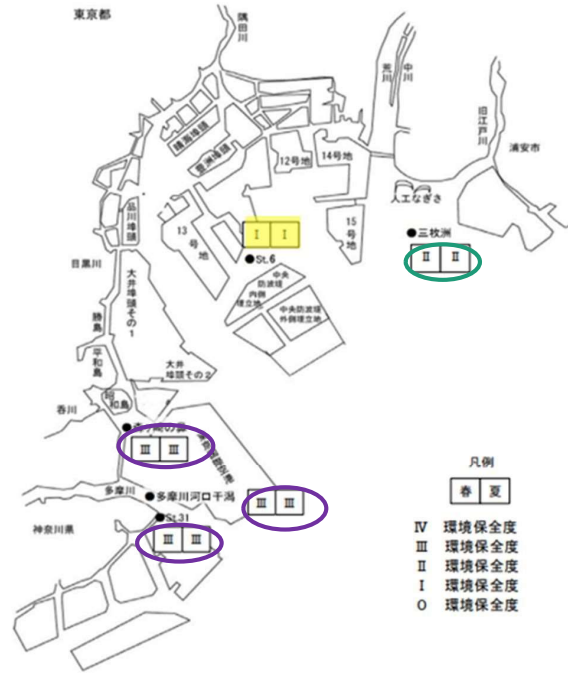 東京都
隅田川
荒川
中川
旧江戸川
浦安市
晴海埠頭
豊洲埠頭
12号地
14号地
人工なぎさ
品川埠頭
13号地
I I
15号地
●三枚洲
II II
目黒川
●St.6
大井埠頭その1
中央防波堤内側埋立地
中央防波堤外側埋立地
勝島
平和島
大井埠頭その2
昭和島
呑川
III III
多摩川
●多摩川河口干潟
III III
●St.31
神奈川県
III III
凡例
春 夏
IV 環境保全度
III 環境保全度
II 環境保全度
I 環境保全度
0 環境保全度